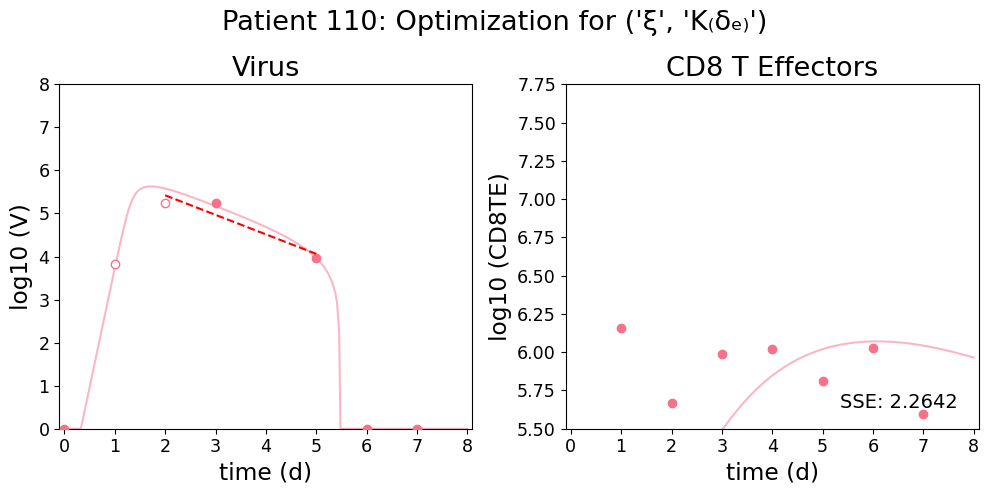 Patient 110: Optimization for ('ξ', 'K₍δₑ₎')
Virus
CD8 T Effectors
log10 (V)
8
7
6
5
4
3
2
1
0
0 1 2 3 4 5 6 7 8
time (d)
log10 (CD8TE)
7.75
7.50
7.25
7.00
6.75
6.50
6.25
6.00
5.75
5.50
SSE: 2.2642
0 1 2 3 4 5 6 7 8
time (d)